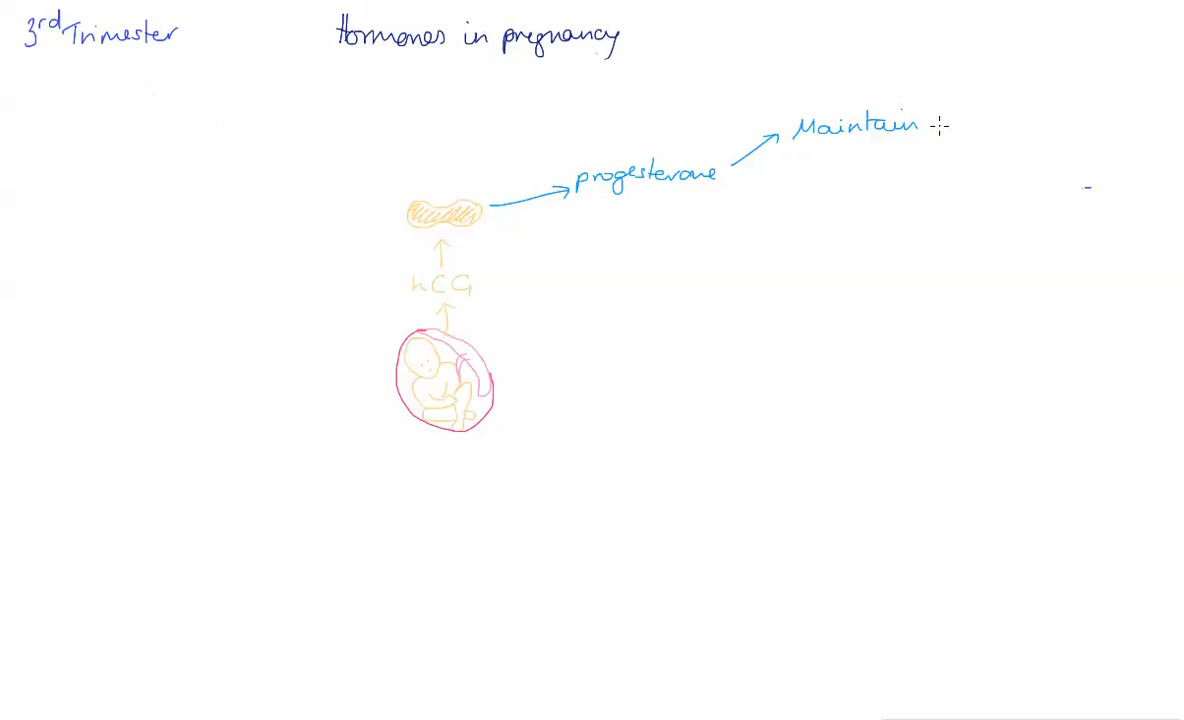 3rd Trimester
Hormones in pregnancy
Maintain
progesterone
hCG